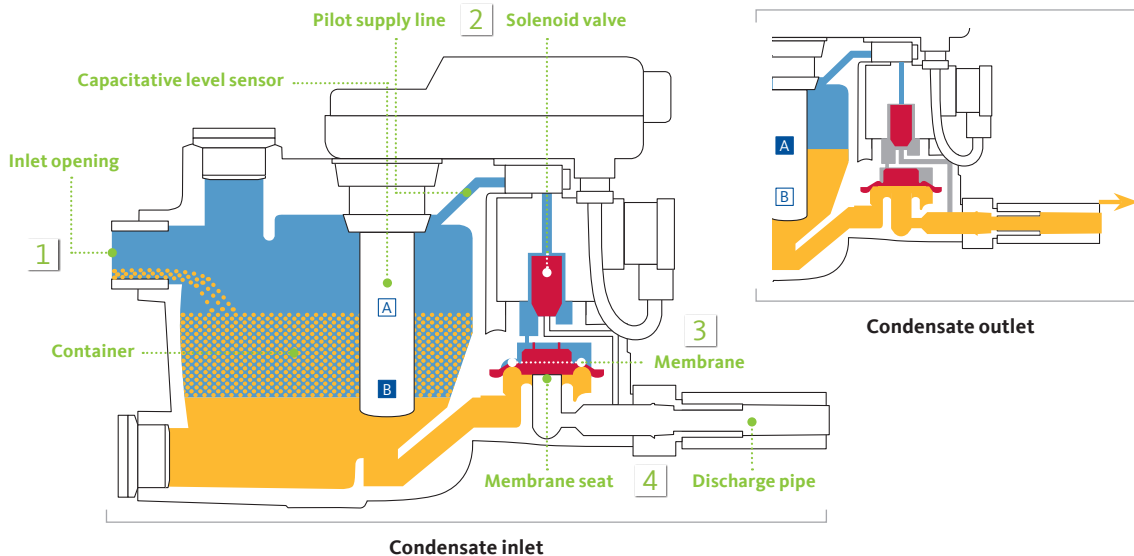 Pilot supply line
2
Solenoid valve
Capacitative level sensor
Inlet opening
1
A
B
A
B
Container
3
Membrane
Condensate outlet
Membrane seat
4
Discharge pipe
Condensate inlet